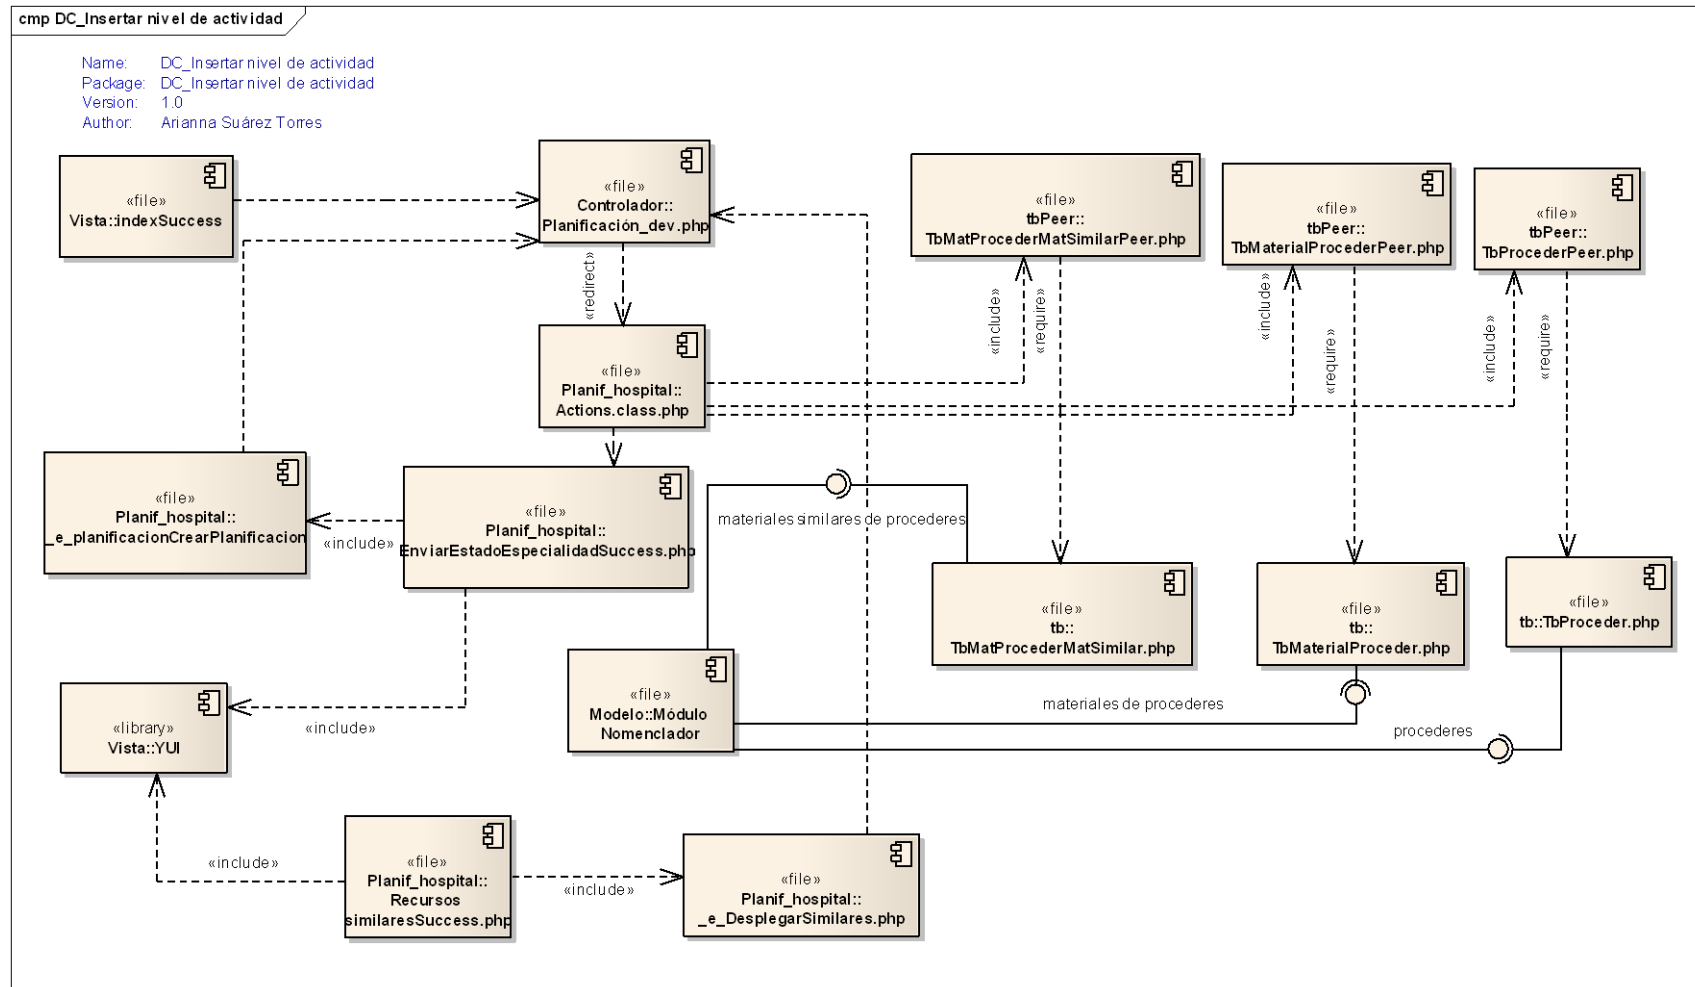 cmp DC_Insertar nivel de actividad
Name: DC_Insertar nivel de actividad
Package: DC_Insertar nivel de actividad
Version: 1.0
Author: Arianna Suárez Torres
«file»
Vista::indexSuccess
«file»
Controlador::
Planificación_dev.php
«file»
tbPeer::
TbMatProcederMatSimilarPeer.php
«file»
tbPeer::
TbMaterialProcederPeer.php
«file»
tbPeer::
TbProcederPeer.php
«redirect»
«include»
«require»
«include»
«require»
«include»
«require»
«file»
Planif_hospital::
Actions.class.php
«file»
Planif_hospital::
_e_planificacionCrearPlanificacion
«include»
«file»
Planif_hospital::
EnviarEstadoEspecialidadSuccess.php
materiales similares de procederes
«file»
tb::
TbMatProcederMatSimilar.php
«file»
tb::
TbMaterialProceder.php
«file»
tb::TbProceder.php
«file»
Modelo::Módulo
Nomenclador
materiales de procederes
procederes
«library»
Vista::YUI
«include»
«include»
«file»
Planif_hospital::
Recursos
similaresSuccess.php
«include»
«file»
Planif_hospital::
_e_DesplegarSimilares.php